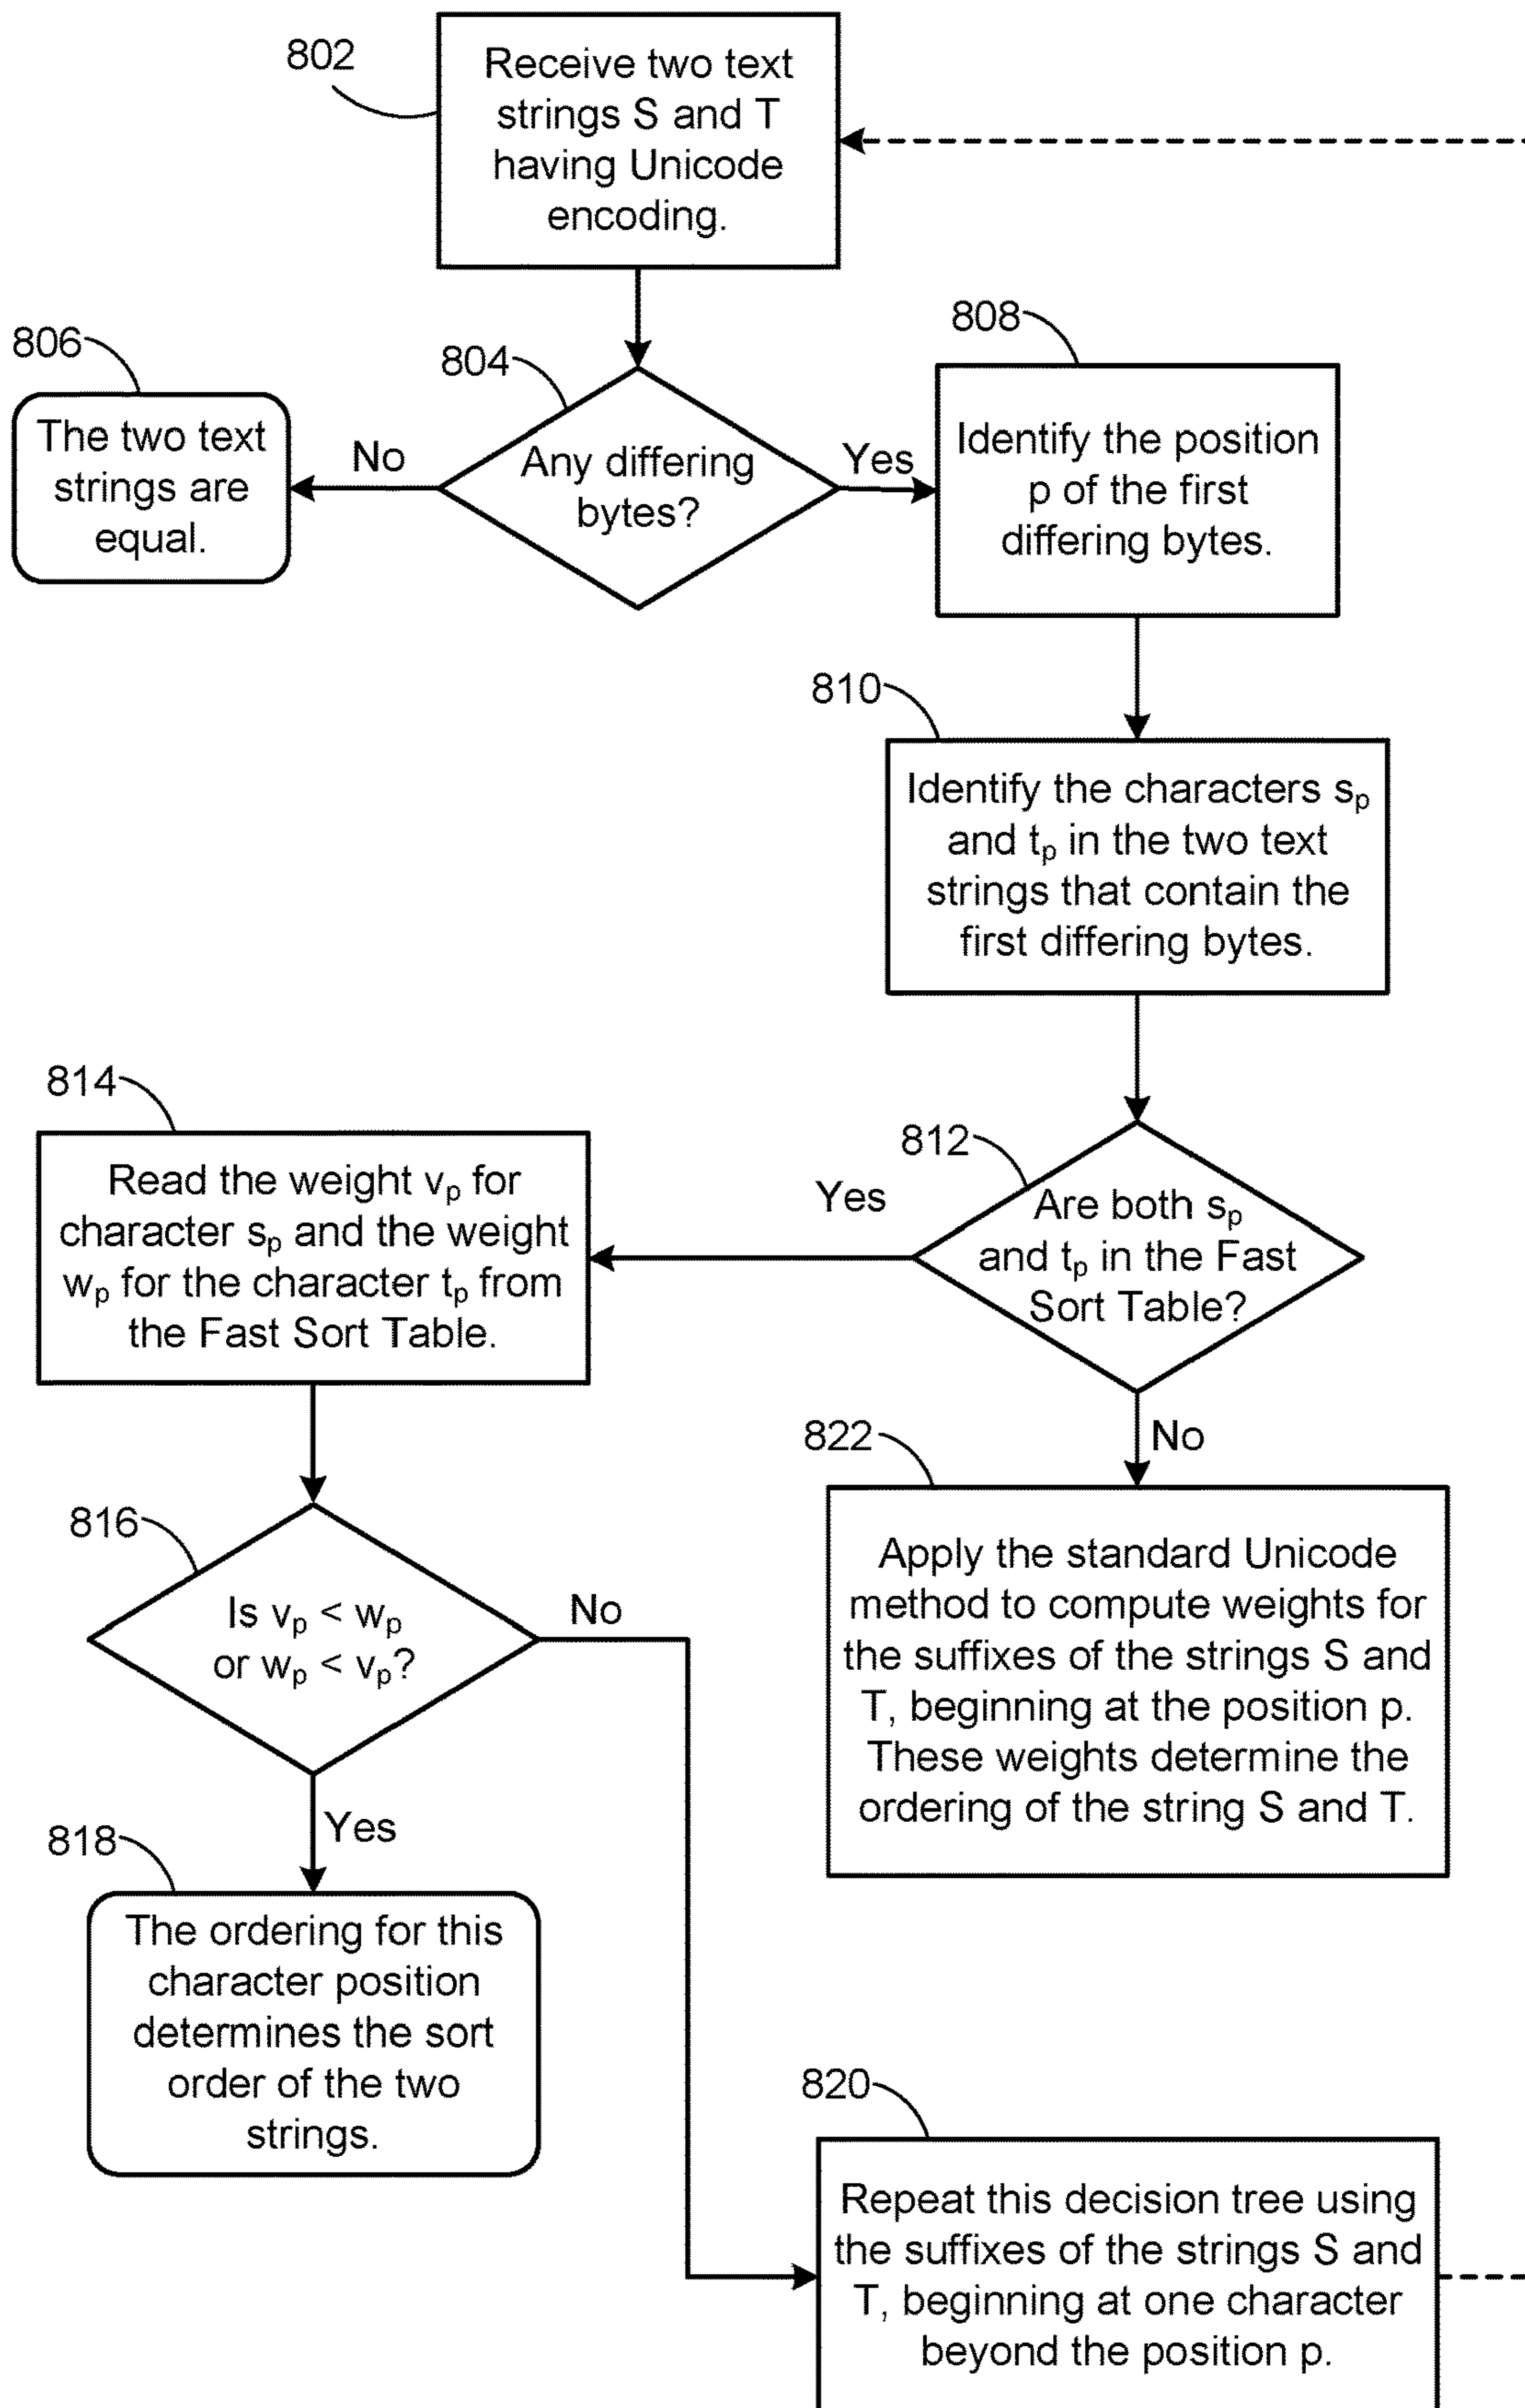 802
Receive two text
strings S and T
having Unicode
encoding.
804
Any differing
bytes?
No
806
The two text
strings are
equal.
Yes
808
Identify the position
p of the first
differing bytes.
810
Identify the characters sₚ
and tₚ in the two text
strings that contain the
first differing bytes.
812
Are both sₚ
and tₚ in the Fast
Sort Table?
Yes
814
Read the weight vₚ for
character sₚ and the weight
wₚ for the character tₚ from
the Fast Sort Table.
No
822
Apply the standard Unicode
method to compute weights for
the suffixes of the strings S and
T, beginning at the position p.
These weights determine the
ordering of the string S and T.
816
Is vₚ < wₚ
or wₚ < vₚ?
No
Yes
818
The ordering for this
character position
determines the sort
order of the two
strings.
820
Repeat this decision tree using
the suffixes of the strings S and
T, beginning at one character
beyond the position p.